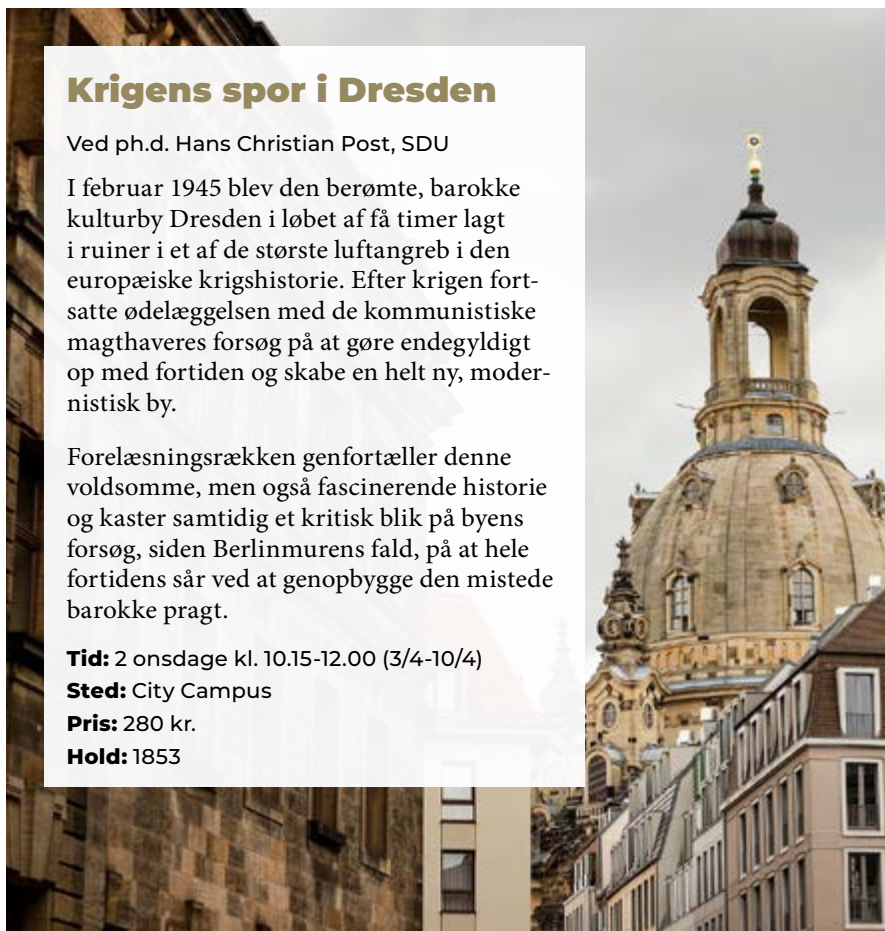 Krigens spor i Dresden
Ved ph.d. Hans Christian Post, SDU
I februar 1945 blev den berømte, barokke
kulturby Dresden i løbet af få timer lagt
i ruiner i et af de største luftangreb i den
europæiske krigshistorie. Efter krigen fort-
satte ødelæggelsen med de kommunistiske
magthaveres forsøg på at gøre endegyldigt
op med fortiden og skabe en helt ny, moder-
nistisk by.
Forelæsningsrækken genfortæller denne
voldsomme, men også fascinerende historie
og kaster samtidig et kritisk blik på byens
forsøg, siden Berlinmurens fald, på at hele
fortidens sår ved at genopbygge den mistede
barokke pragt.
Tid: 2 onsdage kl. 10.15-12.00 (3/4-10/4)
Sted: City Campus
Pris: 280 kr.
Hold: 1853